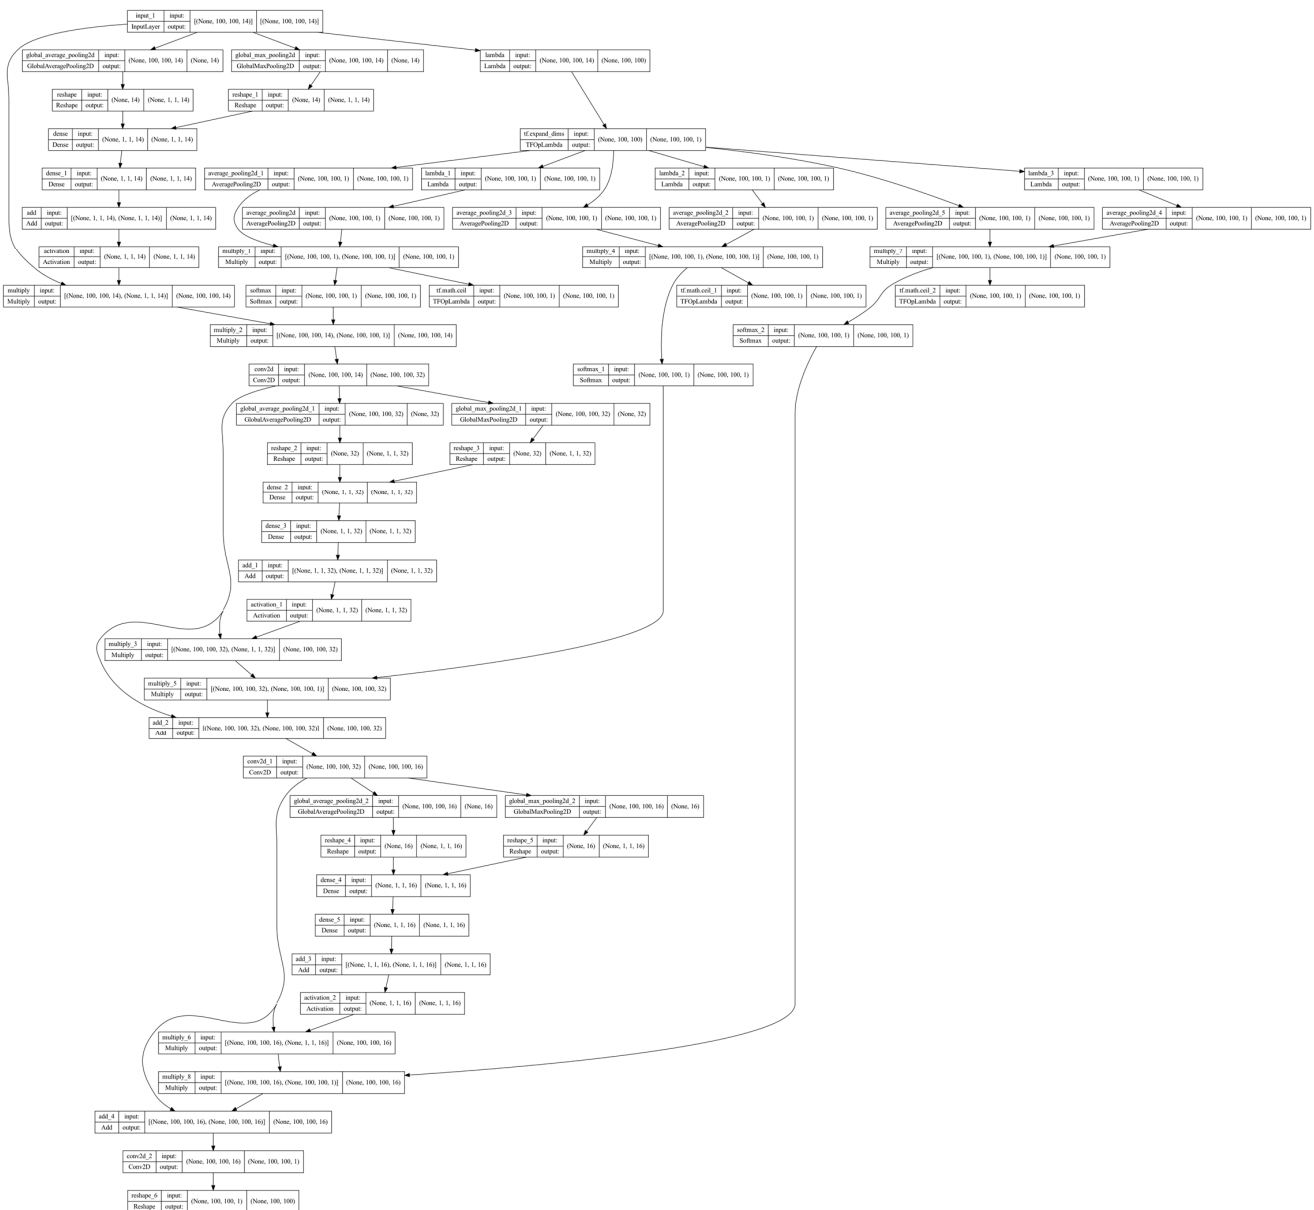 input_1 input: [(None, 100, 100, 14)] [(None, 100, 100, 14)]
InputLayer output:
global_average_pooling2d input: (None, 100, 100, 14) (None, 14)
GlobalAveragePooling2D output:
global_max_pooling2d input: (None, 100, 100, 14) (None, 14)
GlobalMaxPooling2D output:
lambda input: (None, 100, 100, 14) (None, 100, 100)
Lambda output:
reshape input: (None, 14) (None, 1, 1, 14)
Reshape output:
reshape_1 input: (None, 14) (None, 1, 1, 14)
Reshape output:
dense input: (None, 1, 1, 14) (None, 1, 1, 14)
Dense output:
tf.expand_dims input: (None, 100, 100) (None, 100, 100, 1)
TFOpLambda output:
dense_1 input: (None, 1, 1, 14) (None, 1, 1, 14)
Dense output:
average_pooling2d_1 input: (None, 100, 100, 1) (None, 100, 100, 1)
AveragePooling2D output:
lambda_1 input: (None, 100, 100, 1) (None, 100, 100, 1)
Lambda output:
lambda_2 input: (None, 100, 100, 1) (None, 100, 100, 1)
Lambda output:
lambda_3 input: (None, 100, 100, 1) (None, 100, 100, 1)
Lambda output:
add input: [(None, 1, 1, 14), (None, 1, 1, 14)] (None, 1, 1, 14)
Add output:
average_pooling2d input: (None, 100, 100, 1) (None, 100, 100, 1)
AveragePooling2D output:
average_pooling2d_3 input: (None, 100, 100, 1) (None, 100, 100, 1)
AveragePooling2D output:
average_pooling2d_2 input: (None, 100, 100, 1) (None, 100, 100, 1)
AveragePooling2D output:
average_pooling2d_5 input: (None, 100, 100, 1) (None, 100, 100, 1)
AveragePooling2D output:
average_pooling2d_4 input: (None, 100, 100, 1) (None, 100, 100, 1)
AveragePooling2D output:
activation input: (None, 1, 1, 14) (None, 1, 1, 14)
Activation output:
multiply_1 input: [(None, 100, 100, 1), (None, 100, 100, 1)] (None, 100, 100, 1)
Multiply output:
multiply_4 input: [(None, 100, 100, 1), (None, 100, 100, 1)] (None, 100, 100, 1)
Multiply output:
multiply_7 input: [(None, 100, 100, 1), (None, 100, 100, 1)] (None, 100, 100, 1)
Multiply output:
multiply input: [(None, 100, 100, 14), (None, 1, 1, 14)] (None, 100, 100, 14)
Multiply output:
softmax input: (None, 100, 100, 1) (None, 100, 100, 1)
Softmax output:
tf.math.ceil input: (None, 100, 100, 1) (None, 100, 100, 1)
TFOpLambda output:
tf.math.ceil_1 input: (None, 100, 100, 1) (None, 100, 100, 1)
TFOpLambda output:
tf.math.ceil_2 input: (None, 100, 100, 1) (None, 100, 100, 1)
TFOpLambda output:
multiply_2 input: [(None, 100, 100, 14), (None, 100, 100, 1)] (None, 100, 100, 14)
Multiply output:
softmax_2 input: (None, 100, 100, 1) (None, 100, 100, 1)
Softmax output:
conv2d input: (None, 100, 100, 14) (None, 100, 100, 32)
Conv2D output:
softmax_1 input: (None, 100, 100, 1) (None, 100, 100, 1)
Softmax output:
global_average_pooling2d_1 input: (None, 100, 100, 32) (None, 32)
GlobalAveragePooling2D output:
global_max_pooling2d_1 input: (None, 100, 100, 32) (None, 32)
GlobalMaxPooling2D output:
reshape_2 input: (None, 32) (None, 1, 1, 32)
Reshape output:
reshape_3 input: (None, 32) (None, 1, 1, 32)
Reshape output:
dense_2 input: (None, 1, 1, 32) (None, 1, 1, 32)
Dense output:
dense_3 input: (None, 1, 1, 32) (None, 1, 1, 32)
Dense output:
add_1 input: [(None, 1, 1, 32), (None, 1, 1, 32)] (None, 1, 1, 32)
Add output:
activation_1 input: (None, 1, 1, 32) (None, 1, 1, 32)
Activation output:
multiply_3 input: [(None, 100, 100, 32), (None, 1, 1, 32)] (None, 100, 100, 32)
Multiply output:
multiply_5 input: [(None, 100, 100, 32), (None, 100, 100, 1)] (None, 100, 100, 32)
Multiply output:
add_2 input: [(None, 100, 100, 32), (None, 100, 100, 32)] (None, 100, 100, 32)
Add output:
conv2d_1 input: (None, 100, 100, 32) (None, 100, 100, 16)
Conv2D output:
global_average_pooling2d_2 input: (None, 100, 100, 16) (None, 16)
GlobalAveragePooling2D output:
global_max_pooling2d_2 input: (None, 100, 100, 16) (None, 16)
GlobalMaxPooling2D output:
reshape_4 input: (None, 16) (None, 1, 1, 16)
Reshape output:
reshape_5 input: (None, 16) (None, 1, 1, 16)
Reshape output:
dense_4 input: (None, 1, 1, 16) (None, 1, 1, 16)
Dense output:
dense_5 input: (None, 1, 1, 16) (None, 1, 1, 16)
Dense output:
add_3 input: [(None, 1, 1, 16), (None, 1, 1, 16)] (None, 1, 1, 16)
Add output:
activation_2 input: (None, 1, 1, 16) (None, 1, 1, 16)
Activation output:
multiply_6 input: [(None, 100, 100, 16), (None, 1, 1, 16)] (None, 100, 100, 16)
Multiply output:
multiply_8 input: [(None, 100, 100, 16), (None, 100, 100, 1)] (None, 100, 100, 16)
Multiply output:
add_4 input: [(None, 100, 100, 16), (None, 100, 100, 16)] (None, 100, 100, 16)
Add output:
conv2d_2 input: (None, 100, 100, 16) (None, 100, 100, 1)
Conv2D output:
reshape_6 input: (None, 100, 100, 1) (None, 100, 100)
Reshape output: